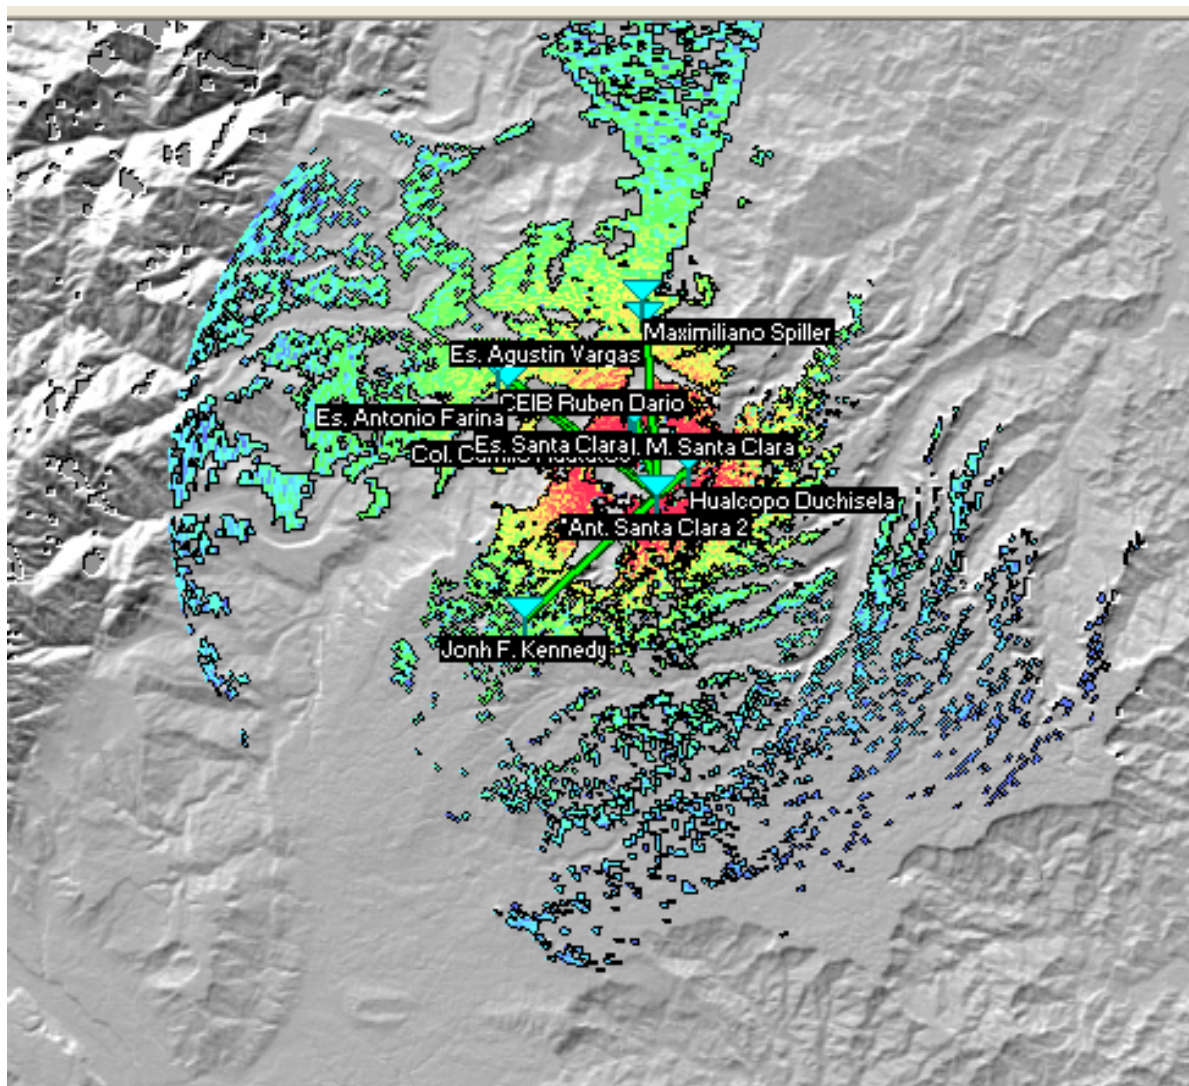 Maximiliano Spiller
Es. Agustin Vargas
CEIB Ruben Dario
Es. Antonio Farina
Es. Santa Clara
M. Santa Clara
Col.
Hualcopo Duchisela
*Ant. Santa Clara 2
Jonh F. Kennedy